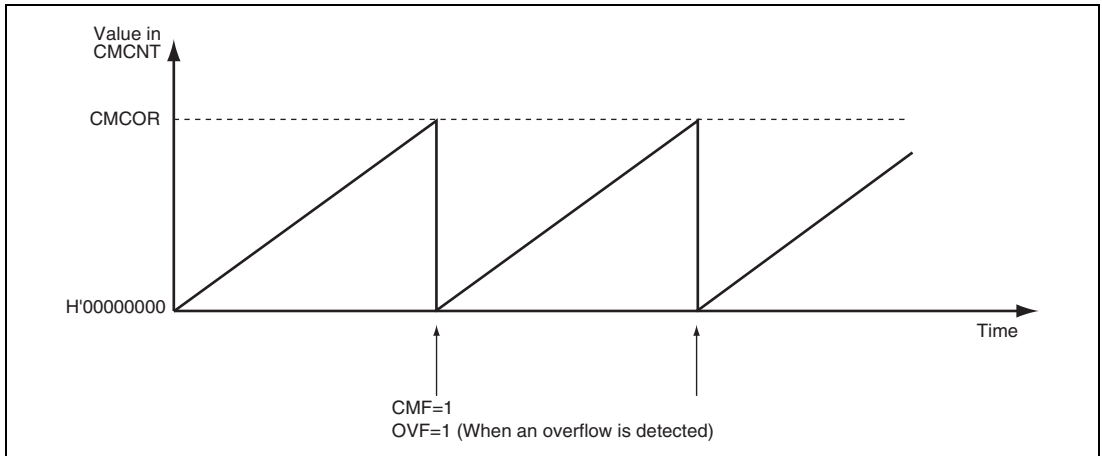 Value in
CMCNT
CMCOR
H'00000000
Time
CMF=1
OVF=1 (When an overflow is detected)